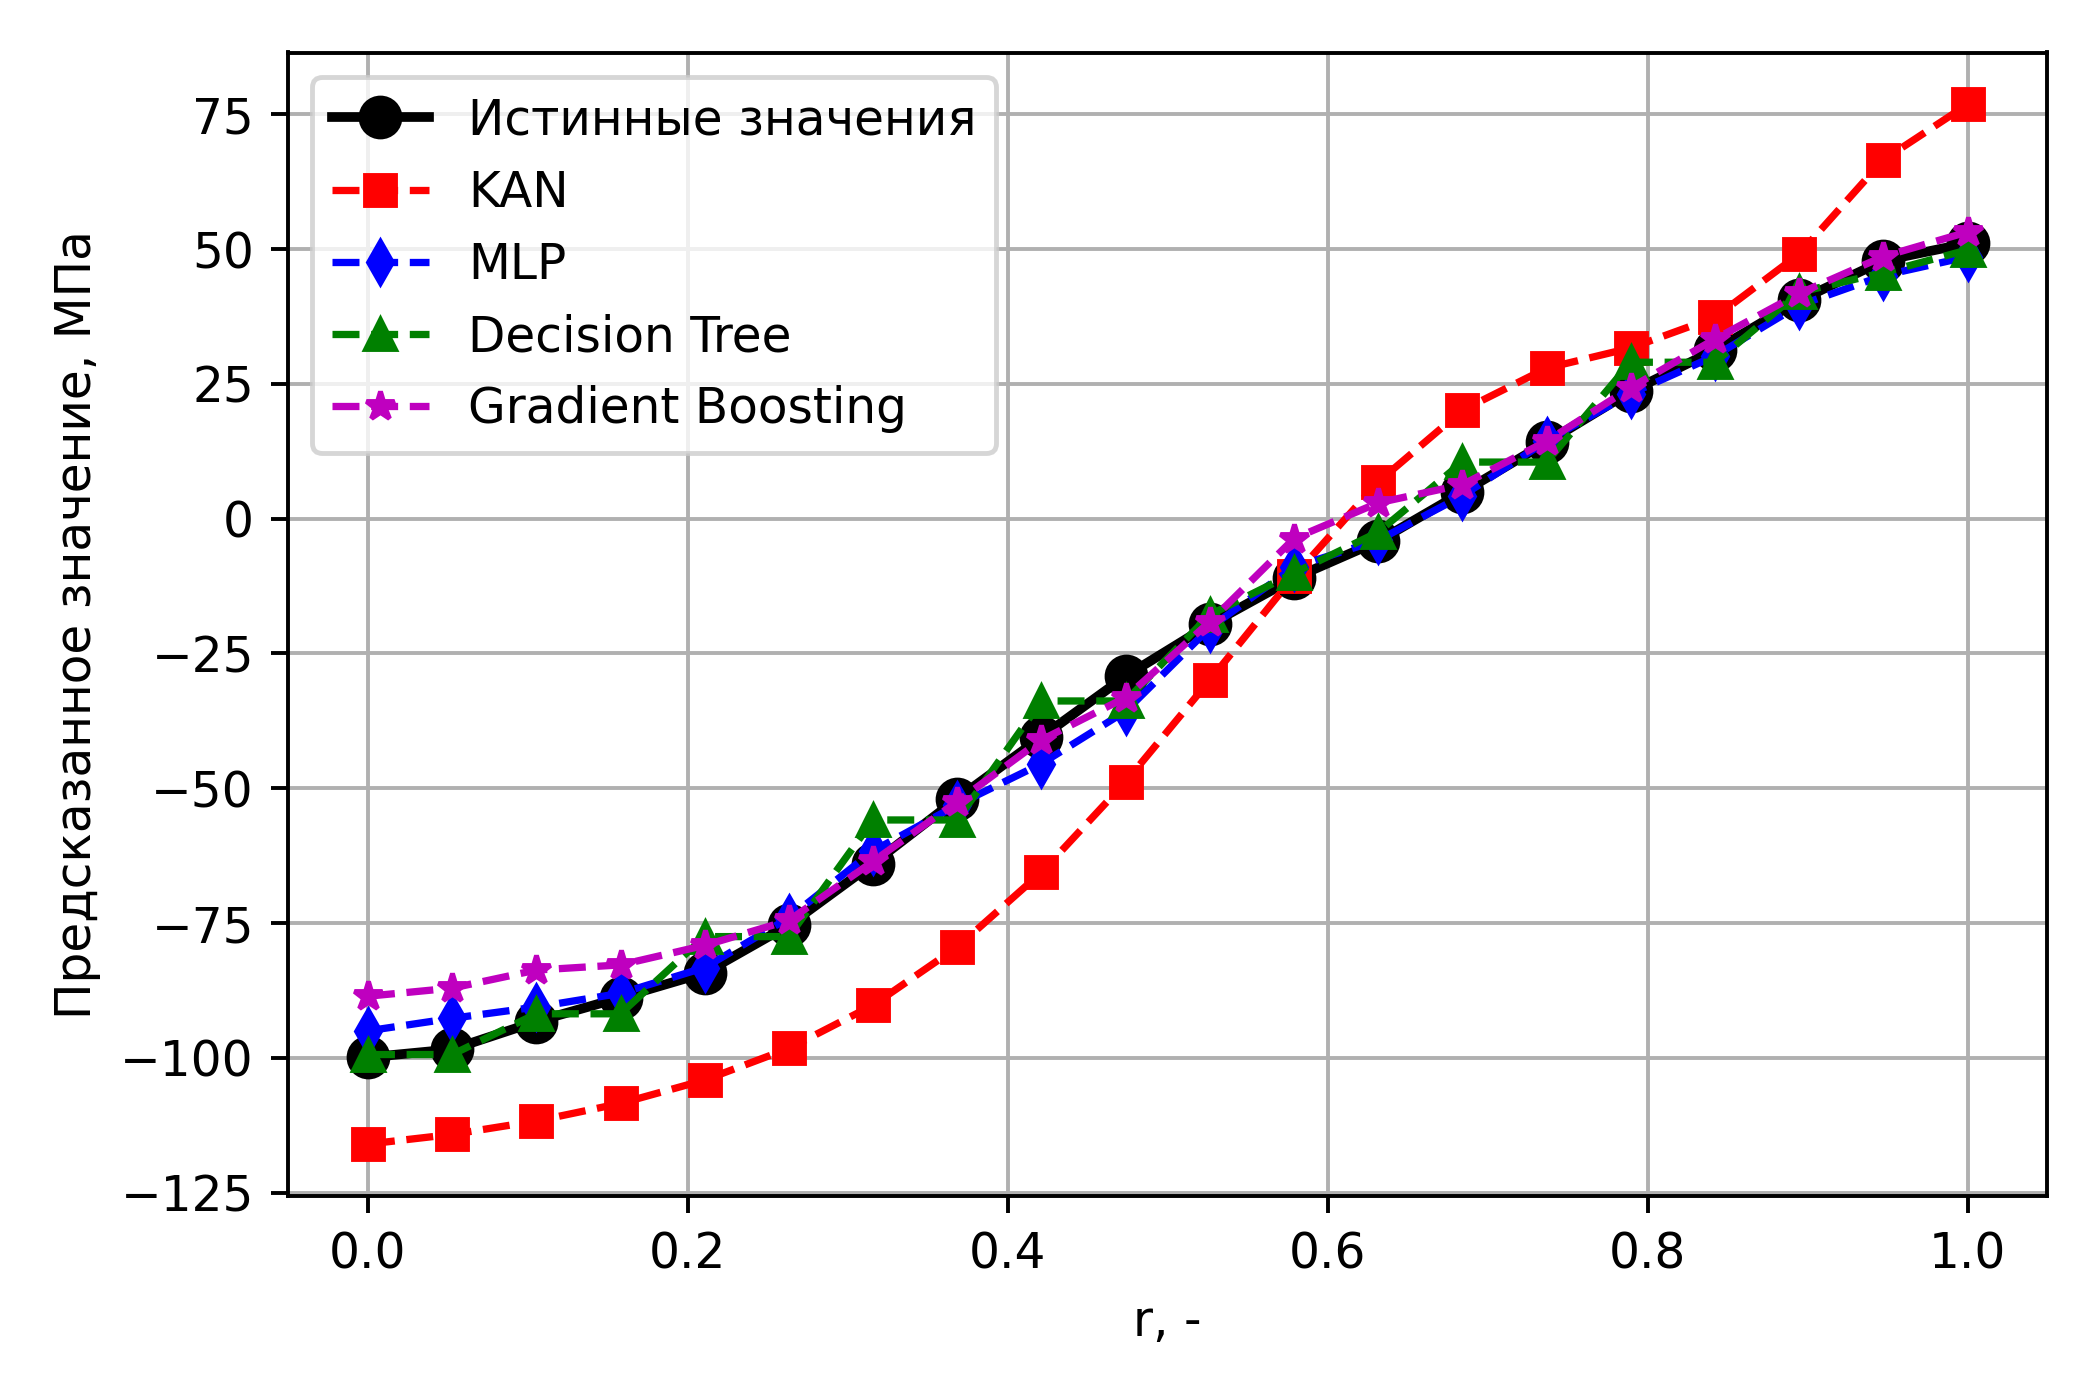 Истинные значения
KAN
MLP
Decision Tree
Gradient Boosting
Предсказанное значение, МПа
75
50
25
0
−25
−50
−75
−100
−125
0.0 0.2 0.4 0.6 0.8 1.0
r, -